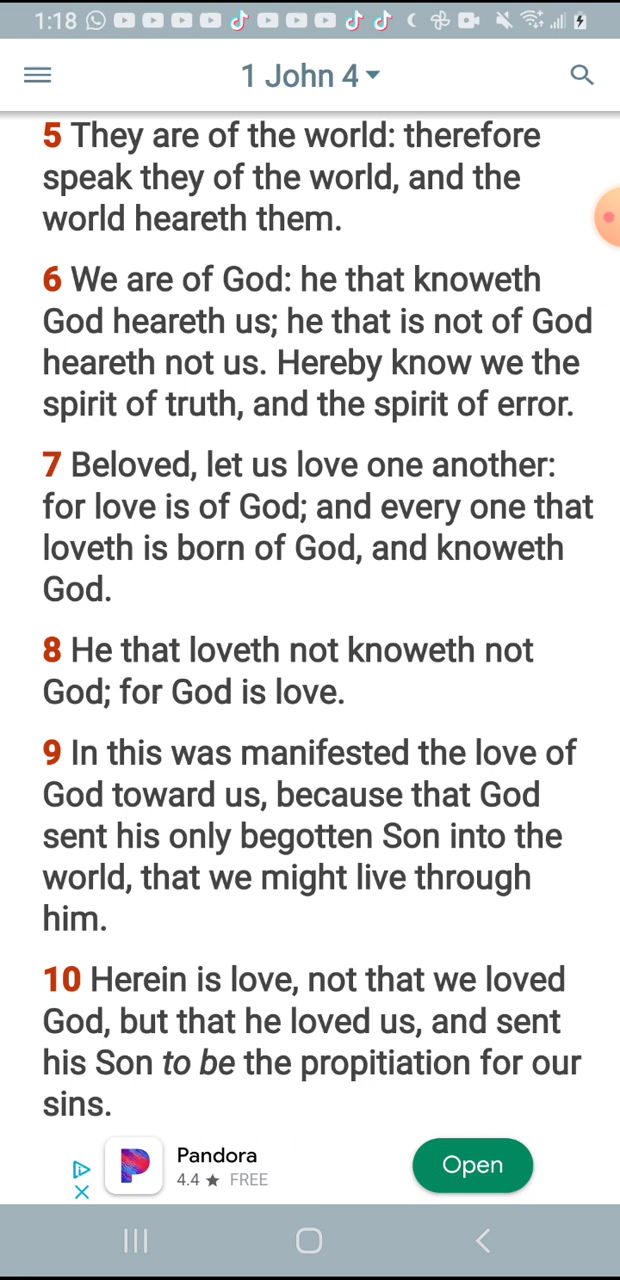 1:18
1 John 4
5 They are of the world: therefore
speak they of the world, and the
world heareth them.
6 We are of God: he that knoweth
God heareth us; he that is not of God
heareth not us. Hereby know we the
spirit of truth, and the spirit of error.
7 Beloved, let us love one another:
for love is of God; and every one that
loveth is born of God, and knoweth
God.
8 He that loveth not knoweth not
God; for God is love.
9 In this was manifested the love of
God toward us, because that God
sent his only begotten Son into the
world, that we might live through
him.
10 Herein is love, not that we loved
God, but that he loved us, and sent
his Son to be the propitiation for our
sins.
Pandora
4.4 ★ FREE
Open